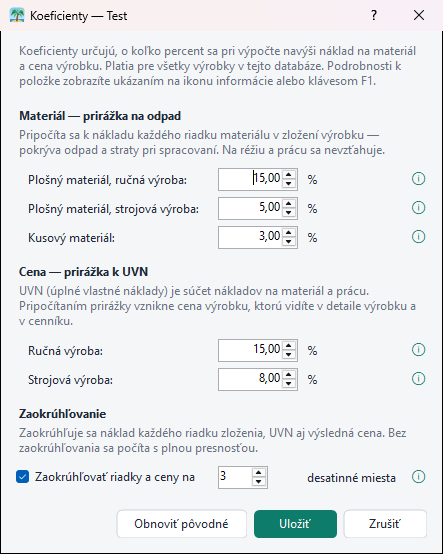 Koeficienty — Test
Koeficienty určujú, o koľko percent sa pri výpočte navýši náklad na materiál
a cena výrobku. Platia pre všetky výrobky v tejto databáze. Podrobnosti k
položke zobrazíte ukázaním na ikonu informácie alebo klávesom F1.
Materiál — prirážka na odpad
Pripočíta sa k nákladu každého riadku materiálu v zložení výrobku —
pokrýva odpad a straty pri spracovaní. Na réžiu a prácu sa nevzťahuje.
Plošný materiál, ručná výroba: 15,00 %
Plošný materiál, strojová výroba: 5,00 %
Kusový materiál: 3,00 %
Cena — prirážka k UVN
UVN (úplné vlastné náklady) je súčet nákladov na materiál a prácu.
Pripočítaním prirážky vznikne cena výrobku, ktorú vidíte v detaile výrobku a
v cenníku.
Ručná výroba: 15,00 %
Strojová výroba: 8,00 %
Zaokrúhľovanie
Zaokrúhľuje sa náklad každého riadku zloženia, UVN aj výsledná cena. Bez
zaokrúhľovania sa počíta s plnou presnosťou.
Zaokrúhľovať riadky a ceny na 3 desatinné miesta
Obnoviť pôvodné Uložiť Zrušiť